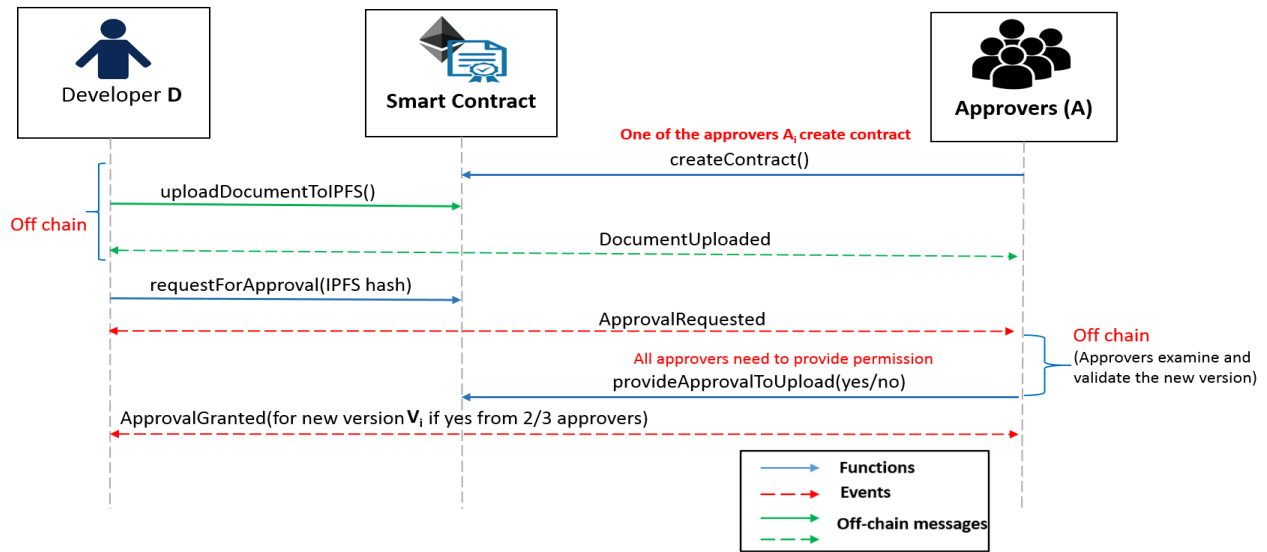 Developer D
Smart Contract
Approvers (A)
One of the approvers Ai create contract
createContract()
uploadDocumentToIPFS()
Off chain
DocumentUploaded
requestForApproval(IPFS hash)
ApprovalRequested
Off chain
(Approvers examine and
validate the new version)
All approvers need to provide permission
provideApprovalToUpload(yes/no)
ApprovalGranted(for new version Vi if yes from 2/3 approvers)
Functions
Events
Off-chain messages